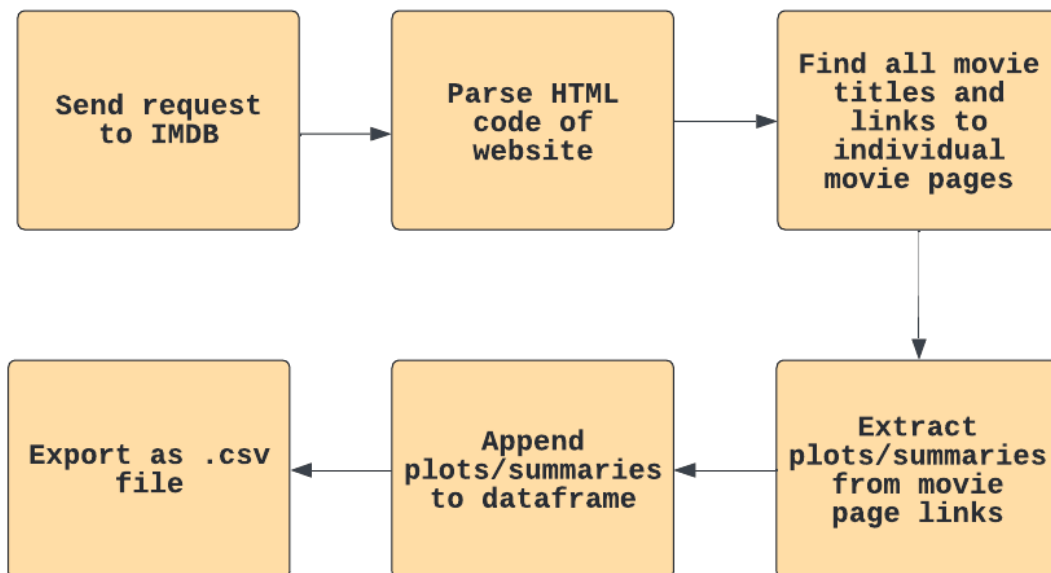 Send request
to IMDB
Parse HTML
code of
website
Find all movie
titles and
links to
individual
movie pages
Extract
plots/summaries
from movie
page links
Append
plots/summaries
to dataframe
Export as .csv
file